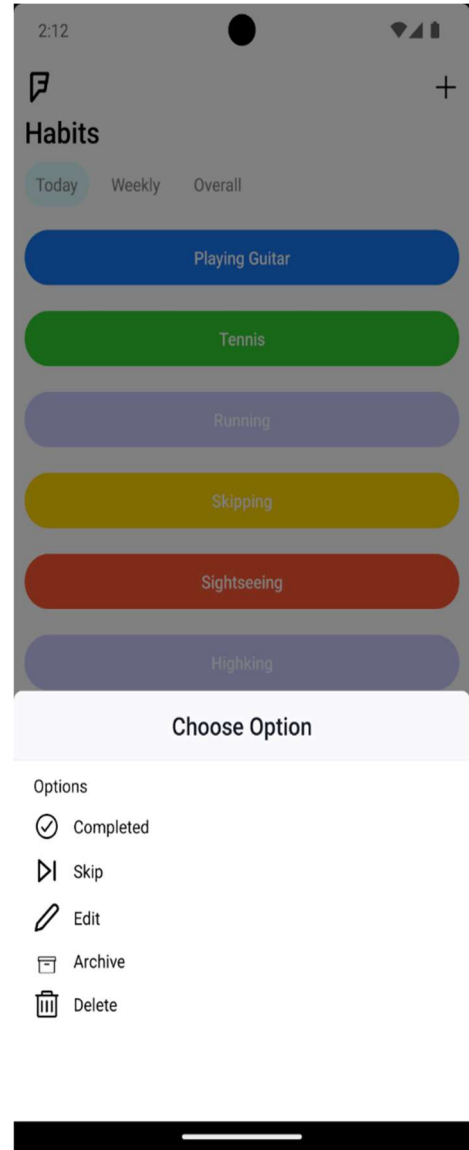 2:12
Habits
Today Weekly Overall
Playing Guitar
Tennis
Running
Skipping
Sightseeing
Highking
Choose Option
Options
Completed
Skip
Edit
Archive
Delete